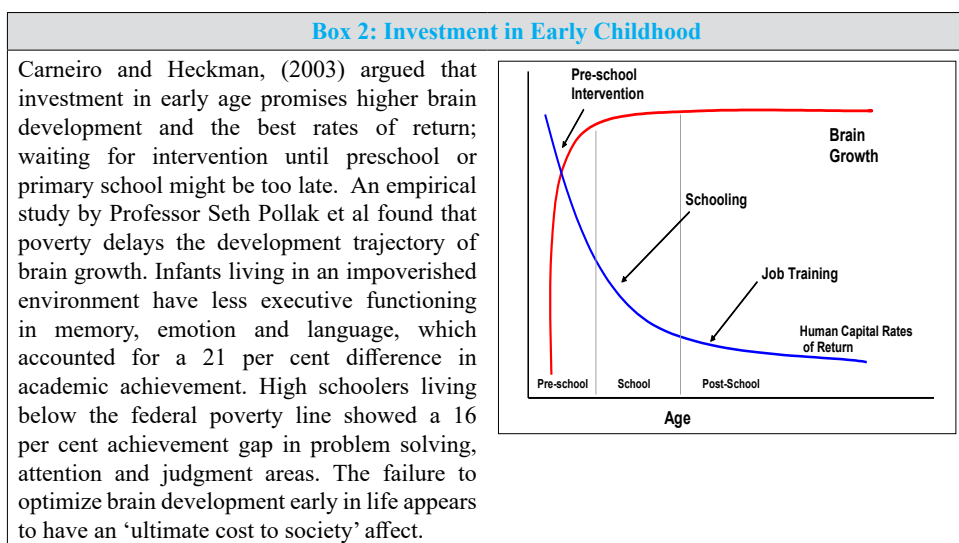 Box 2: Investment in Early Childhood
Carneiro and Heckman, (2003) argued that
investment in early age promises higher brain
development and the best rates of return;
waiting for intervention until preschool or
primary school might be too late. An empirical
study by Professor Seth Pollak et al found that
poverty delays the development trajectory of
brain growth. Infants living in an impoverished
environment have less executive functioning
in memory, emotion and language, which
accounted for a 21 per cent difference in
academic achievement. High schoolers living
below the federal poverty line showed a 16
per cent achievement gap in problem solving,
attention and judgment areas. The failure to
optimize brain development early in life appears
to have an ‘ultimate cost to society’ affect.
Pre-school
Intervention
Brain
Growth
Schooling
Job Training
Human Capital Rates
of Return
Pre-school School Post-School
Age